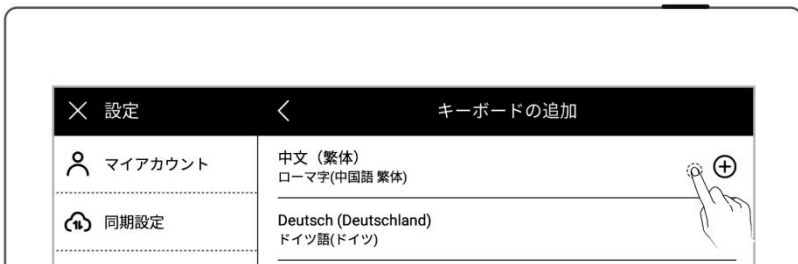 設定
キーボードの追加
マイアカウント
同期設定
中文（繁体）
ローマ字(中国語 繁体)
Deutsch (Deutschland)
ドイツ語(ドイツ)